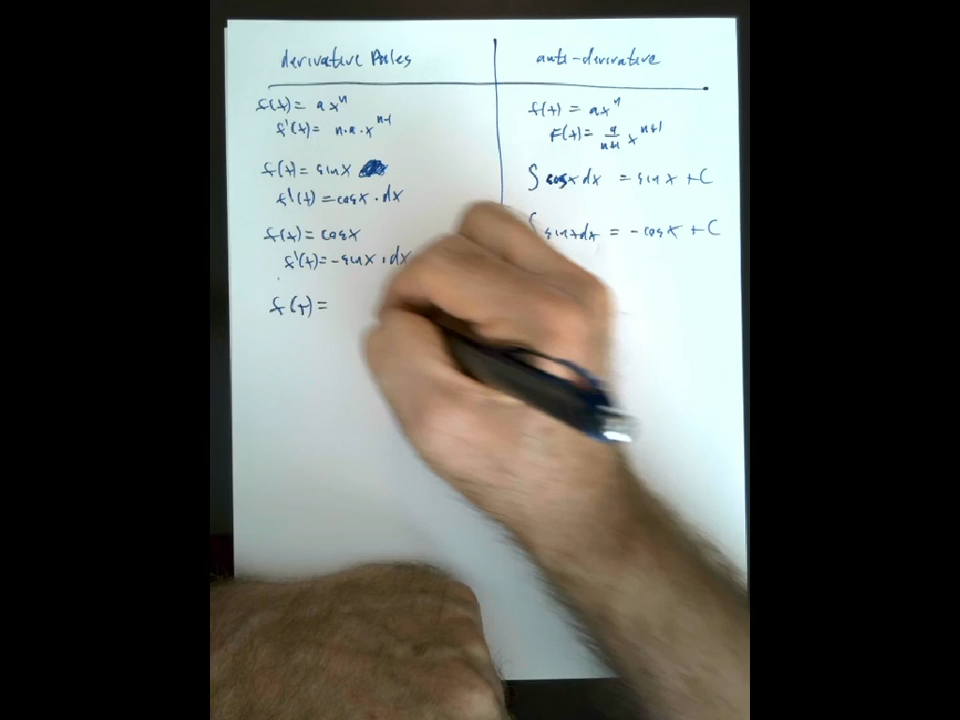 derivative Rules
f(x) = a x^n
f'(x) = n·a·x^{n-1}
f(x) = sin x
f'(x) = cos x · dx
f(x) = cos x
f'(x) = -sin x · dx
f(x) =
anti-derivative
f(x) = ax^n
F(x) = \frac{a}{n+1} x^{n+1}
∫ cos x dx = sin x + C
∫ sin x dx = - cos x + C